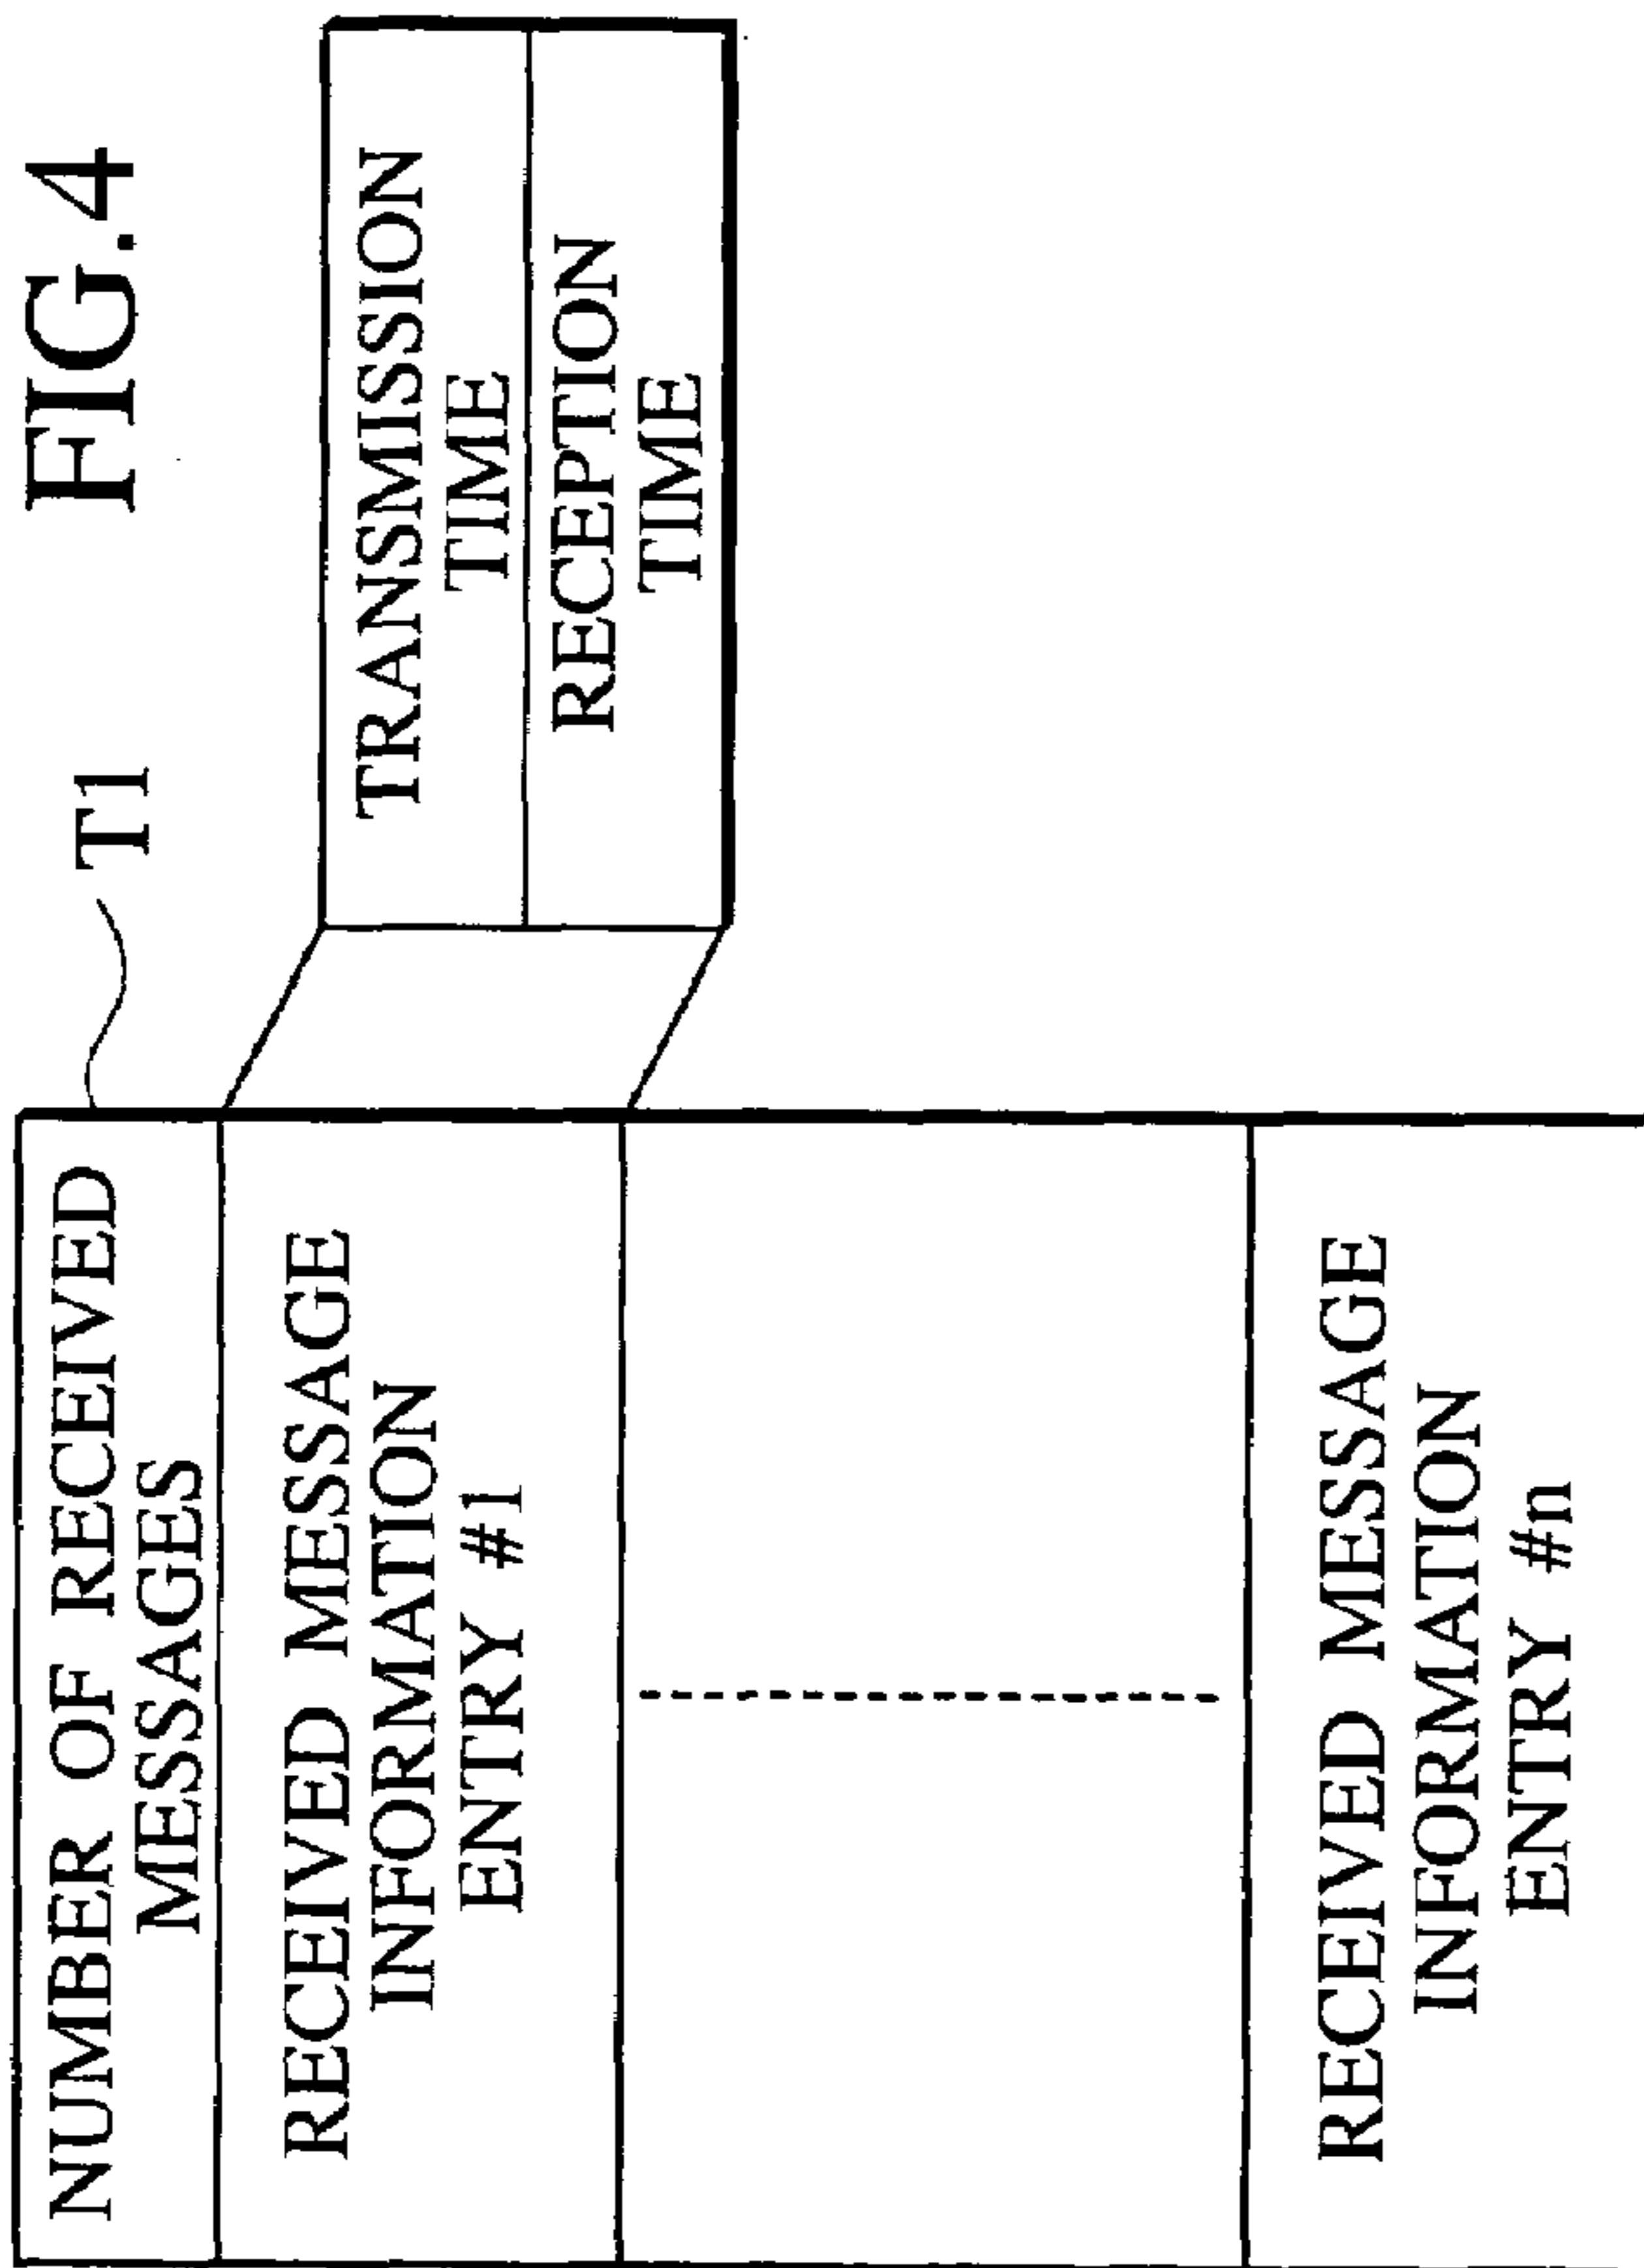 FIG.4
T1
NUMBER OF RECEIVED
MESSAGES
RECEIVED MESSAGE
INFORMATION
ENTRY #1
RECEIVED MESSAGE
INFORMATION
ENTRY #n
TRANSMISSION
TIME
RECEPTION
TIME